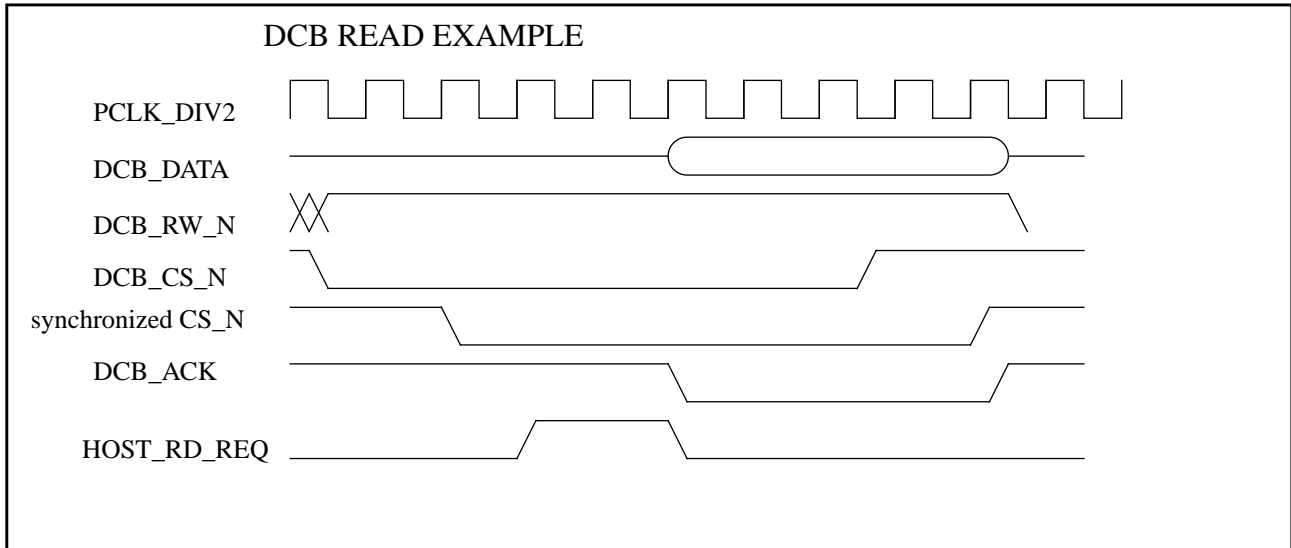 DCB READ EXAMPLE
PCLK_DIV2
DCB_DATA
DCB_RW_N
DCB_CS_N
synchronized CS_N
DCB_ACK
HOST_RD_REQ